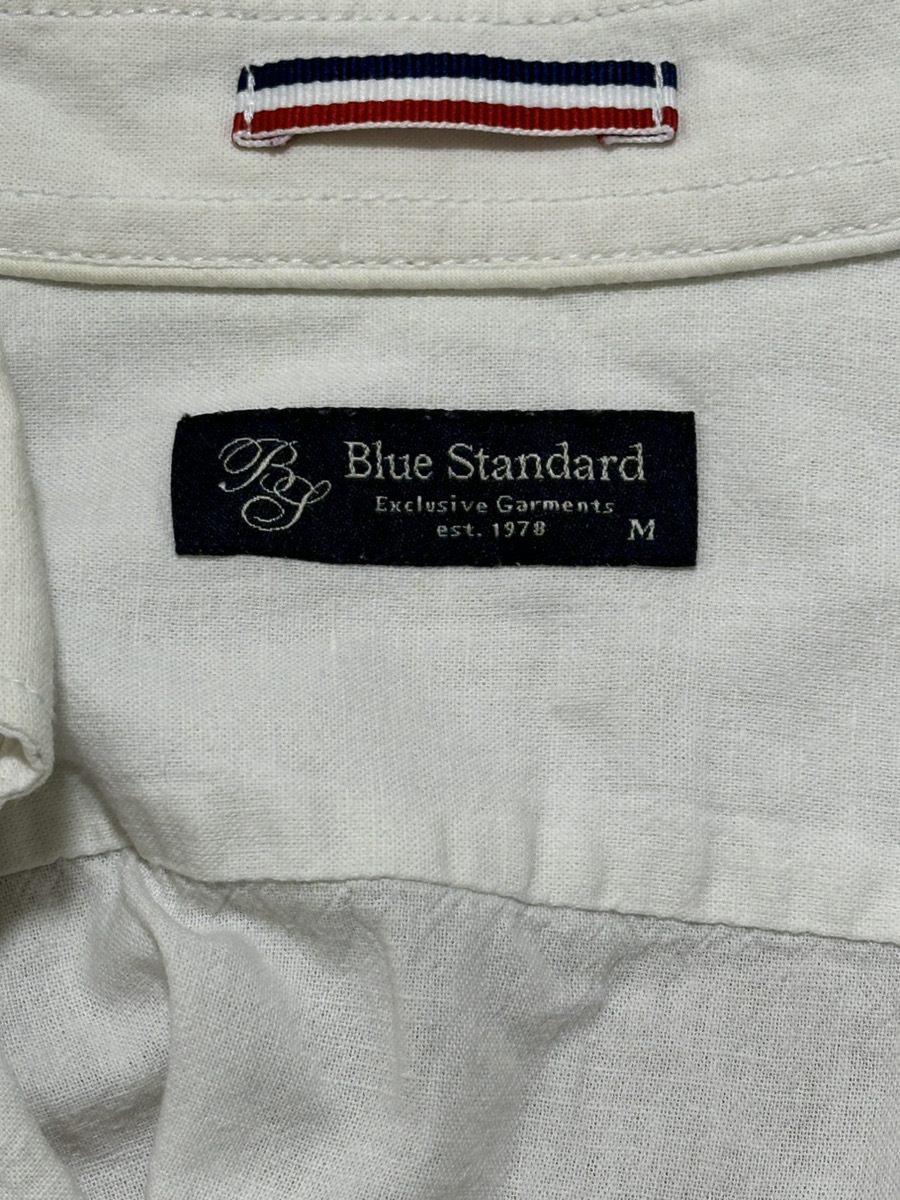 BS
Blue Standard
Exclusive Garments
est. 1978
M